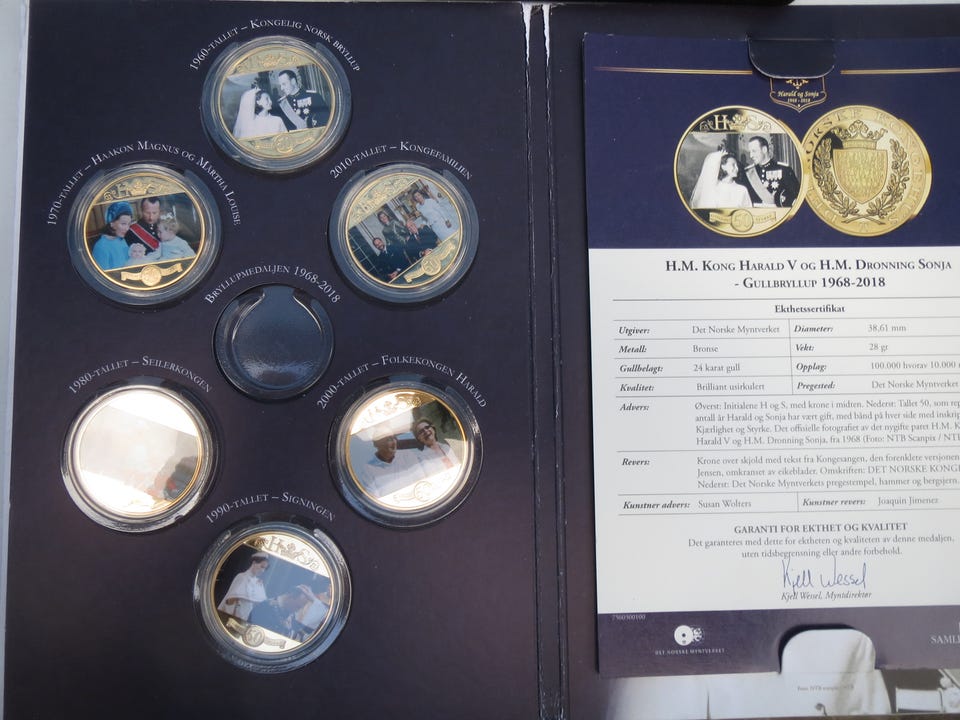 1960-tallet – Kongelig norsk bryllup
1970-tallet – Haakon Magnus og Märtha Louise
2010-tallet – Kongefamilien
Bryllupmedaljen 1968-2018
1980-tallet – Seilerkongen
2000-tallet – Folkekongen Harald
1990-tallet – Signingen
Harald og Sonja
1968 - 2018
H.M. Kong Harald V og H.M. Dronning Sonja
- Gullbryllup 1968-2018
Ekthetssertifikat
Utgiver: Det Norske Myntverket Diameter: 38,61 mm
Metall: Bronse Vekt: 28 gr
Gullbelagt: 24 karat gull Opplag: 100.000 hvorav 10.000
Kvalitet: Brilliant usirkulert Pregested: Det Norske Myntverket
Advers: Øverst: Initialene H og S, med krone i midten. Nederst: Tallet 50, som
antall år Harald og Sonja har vært gift, med bånd på hver side med
Kjærlighet og Styrke. Det offisielle fotografiet av det nygifte paret H.M.
Harald V og H.M. Dronning Sonja, fra 1968 (Foto: NTB Scanpix /
Revers: Krone over skjold med tekst fra Kongesangen, den forenklete versjonen
Jensen, omkranset av eikeblader. Omskriften: DET NORSKE
Nederst: Det Norske Myntverkets pregestempel, hammer og bergsjern.
Kunstner advers: Susan Wolters Kunstner revers: Joaquin Jimenez
GARANTI FOR EKTHET OG KVALITET
Det garanteres med dette for ektheten og kvaliteten av denne medaljen,
uten tidsbegrensning eller andre forbehold.
Kjell Wessel
Kjell Wessel, Myntdirektør
7560300100
DET NORSKE MYNTVERKET